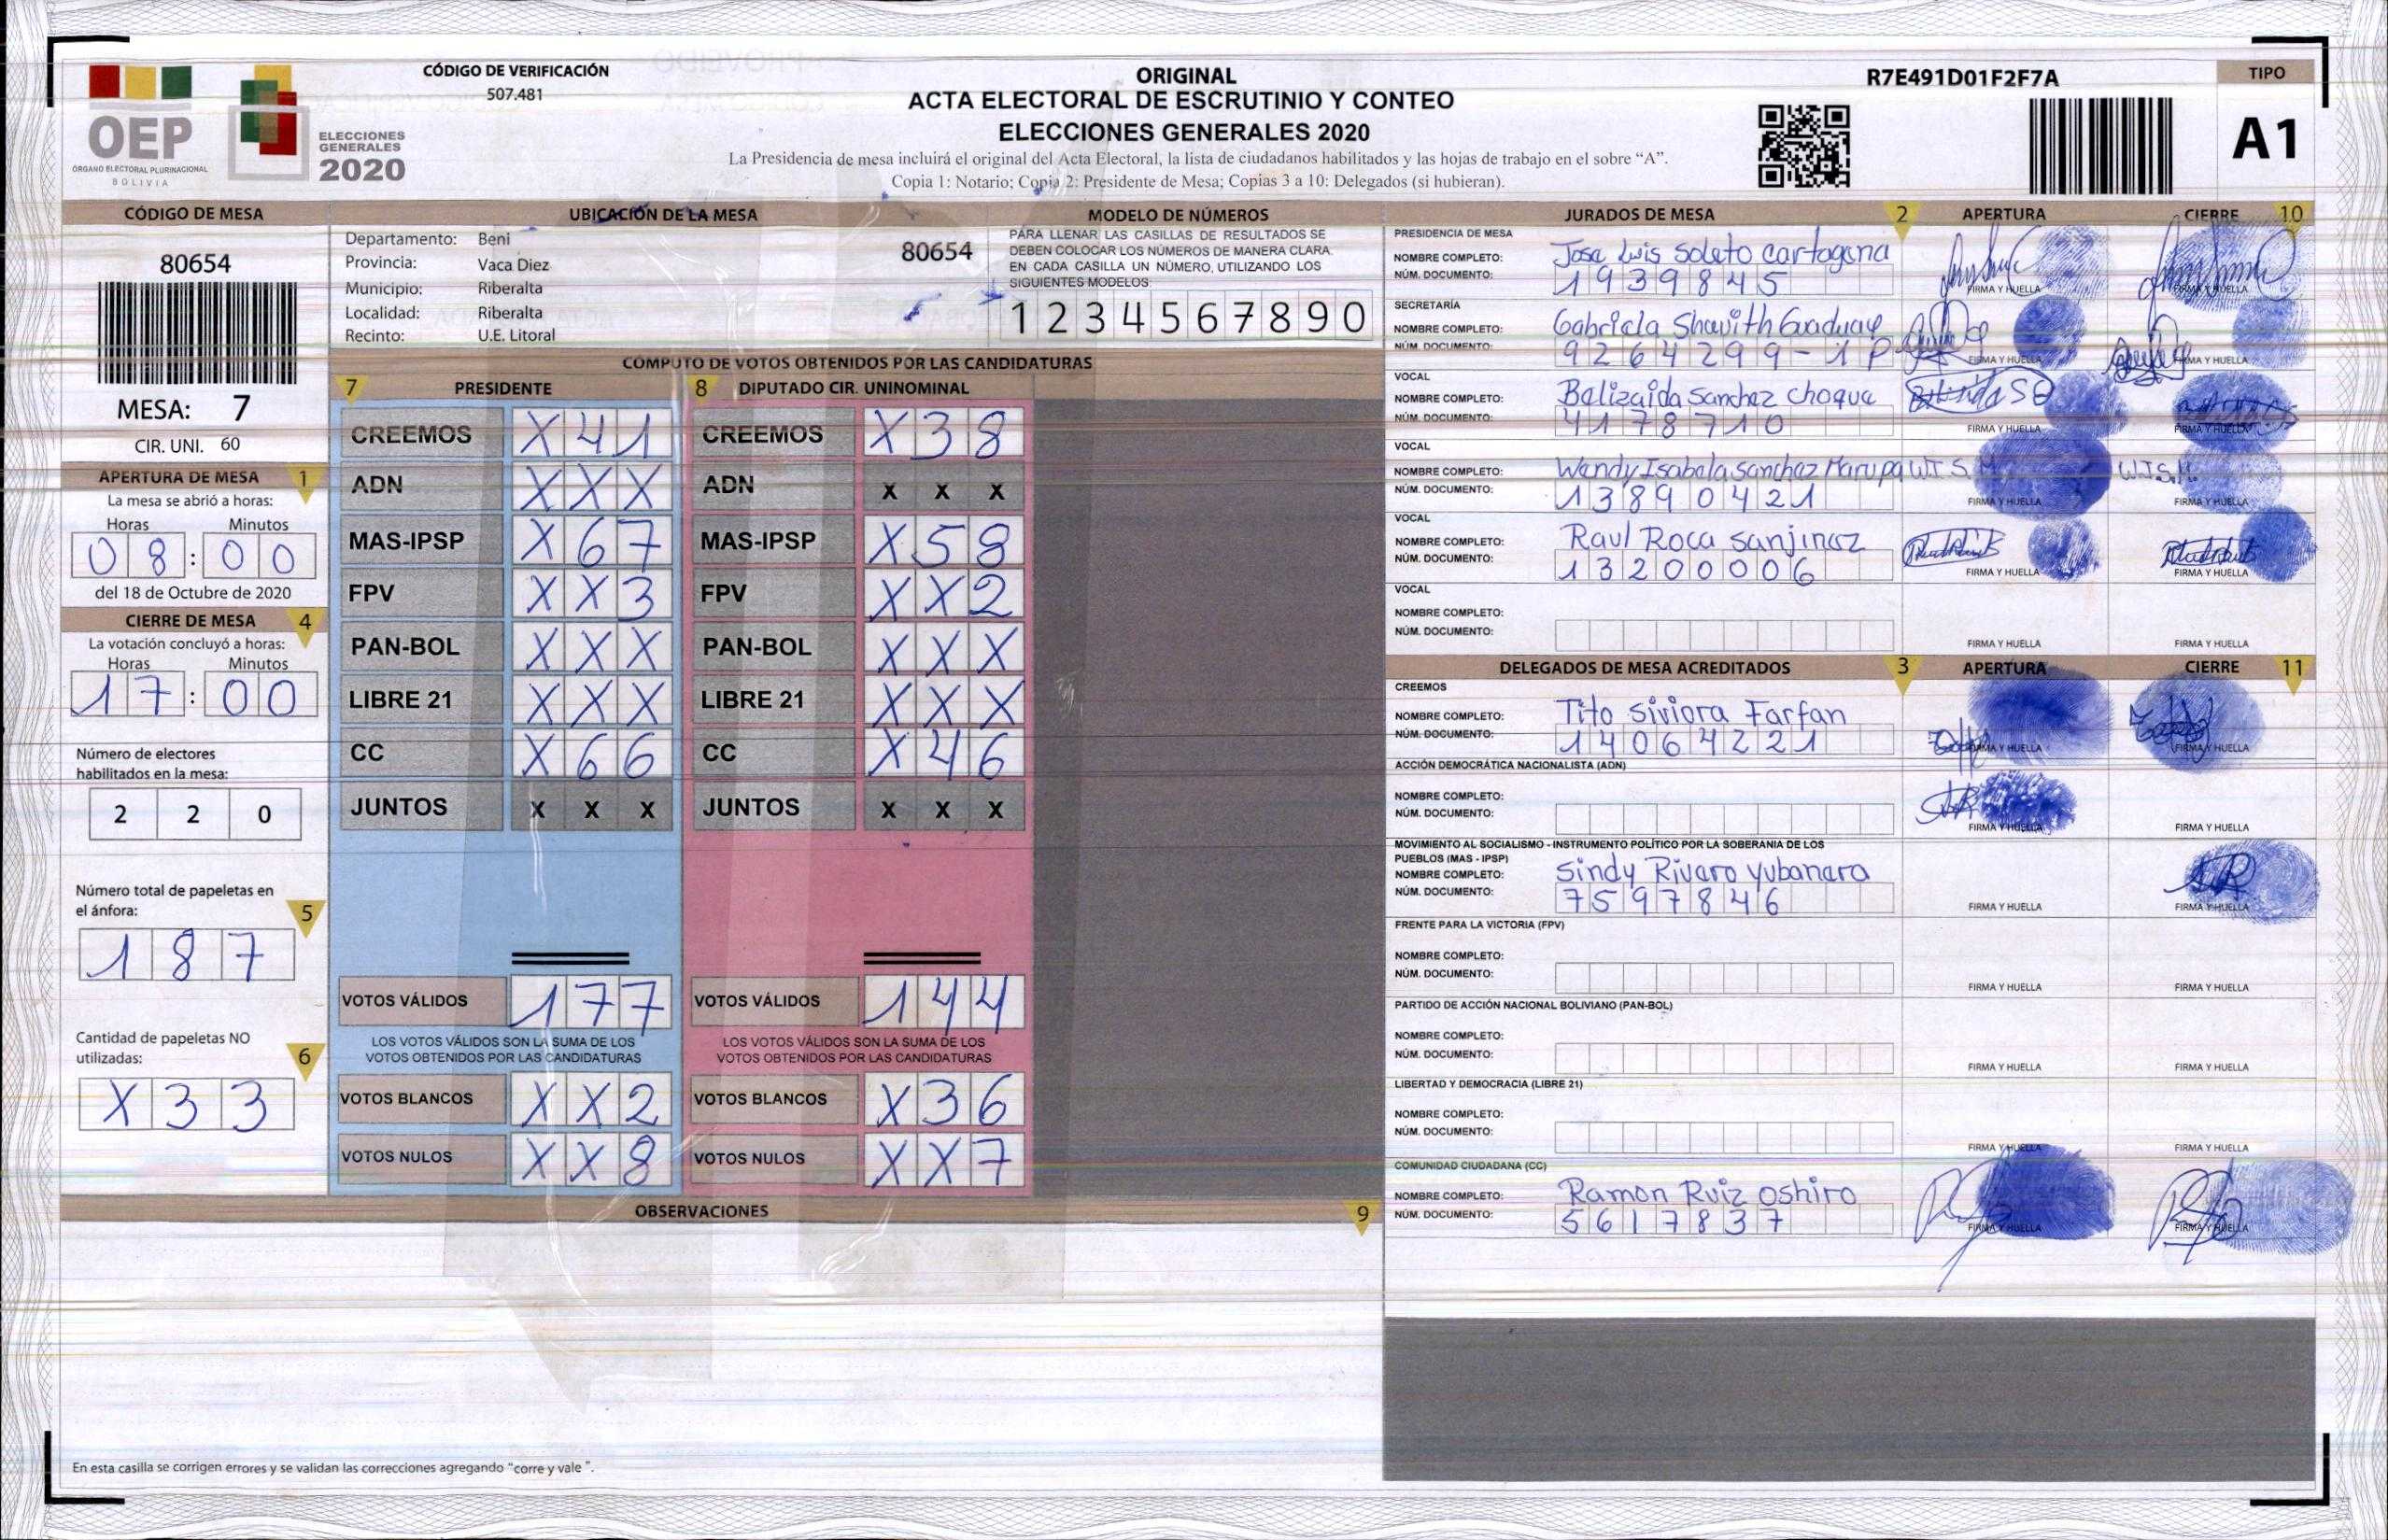 CÓDIGO DE VERIFICACIÓN
507.481
OEP
ÓRGANO ELECTORAL PLURINACIONAL
BOLIVIA
ELECCIONES
GENERALES
2020
ORIGINAL
ACTA ELECTORAL DE ESCRUTINIO Y CONTEO
ELECCIONES GENERALES 2020
La Presidencia de mesa incluirá el original del Acta Electoral, la lista de ciudadanos habilitados y las hojas de trabajo en el sobre “A”.
Copia 1: Notario; Copia 2: Presidente de Mesa; Copias 3 a 10: Delegados (si hubieran).
R7E491D01F2F7A
TIPO
A1
CÓDIGO DE MESA
80654
MESA: 7
CIR. UNI. 60
APERTURA DE MESA 1
La mesa se abrió a horas:
Horas Minutos
08:00
del 18 de Octubre de 2020
CIERRE DE MESA 4
La votación concluyó a horas:
Horas Minutos
17:00
Número de electores
habilitados en la mesa:
2 2 0
Número total de papeletas en
el ánfora: 5
1 8 7
Cantidad de papeletas NO
utilizadas: 6
X 3 3
UBICACIÓN DE LA MESA
Departamento: Beni
Provincia: Vaca Diez
Municipio: Riberalta
Localidad: Riberalta
Recinto: U.E. Litoral
80654
MODELO DE NÚMEROS
PARA LLENAR LAS CASILLAS DE RESULTADOS SE
DEBEN COLOCAR LOS NÚMEROS DE MANERA CLARA.
EN CADA CASILLA UN NÚMERO, UTILIZANDO LOS
SIGUIENTES MODELOS:
1 2 3 4 5 6 7 8 9 0
CÓMPUTO DE VOTOS OBTENIDOS POR LAS CANDIDATURAS
7 PRESIDENTE 8 DIPUTADO CIR. UNINOMINAL
CREEMOS X 4 1 CREEMOS X 3 8
ADN X X X ADN X X X
MAS-IPSP X 6 7 MAS-IPSP X 5 8
FPV X X 3 FPV X X 2
PAN-BOL X X X PAN-BOL X X X
LIBRE 21 X X X LIBRE 21 X X X
CC X 6 6 CC X 4 6
JUNTOS X X X JUNTOS X X X
VOTOS VÁLIDOS 1 7 7 VOTOS VÁLIDOS 1 4 4
LOS VOTOS VÁLIDOS SON LA SUMA DE LOS LOS VOTOS VÁLIDOS SON LA SUMA DE LOS
VOTOS OBTENIDOS POR LAS CANDIDATURAS VOTOS OBTENIDOS POR LAS CANDIDATURAS
VOTOS BLANCOS X X 2 VOTOS BLANCOS X 3 6
VOTOS NULOS X X 8 VOTOS NULOS X X 7
OBSERVACIONES 9
En esta casilla se corrigen errores y se validan las correcciones agregando “corre y vale ”.
JURADOS DE MESA 2 APERTURA CIERRE 10
PRESIDENCIA DE MESA
NOMBRE COMPLETO: Jose Luis Soleto Cartagena
NÚM. DOCUMENTO: 1939845
FIRMA Y HUELLA FIRMA Y HUELLA
SECRETARÍA
NOMBRE COMPLETO: Gabriela Shavith Guaduay
NÚM. DOCUMENTO: 9264299-1P
FIRMA Y HUELLA FIRMA Y HUELLA
VOCAL
NOMBRE COMPLETO: Belizaida Sanchez Choque
NÚM. DOCUMENTO: 4178710
FIRMA Y HUELLA FIRMA Y HUELLA
VOCAL
NOMBRE COMPLETO: Wendy Isabela Sanchez Marupa W.I.S.M W.I.S.M.
NÚM. DOCUMENTO: 13890421
FIRMA Y HUELLA FIRMA Y HUELLA
VOCAL
NOMBRE COMPLETO: Raul Roca Sanjinez
NÚM. DOCUMENTO: 13200006
FIRMA Y HUELLA FIRMA Y HUELLA
VOCAL
NOMBRE COMPLETO:
NÚM. DOCUMENTO:
FIRMA Y HUELLA FIRMA Y HUELLA
DELEGADOS DE MESA ACREDITADOS 3 APERTURA CIERRE 11
CREEMOS
NOMBRE COMPLETO: Tito Siviora Farfan
NÚM. DOCUMENTO: 14064221
FIRMA Y HUELLA FIRMA Y HUELLA
ACCIÓN DEMOCRÁTICA NACIONALISTA (ADN)
NOMBRE COMPLETO:
NÚM. DOCUMENTO:
FIRMA Y HUELLA FIRMA Y HUELLA
MOVIMIENTO AL SOCIALISMO - INSTRUMENTO POLÍTICO POR LA SOBERANIA DE LOS
PUEBLOS (MAS - IPSP)
NOMBRE COMPLETO: Sindy Rivero Yubanera
NÚM. DOCUMENTO: 7597846
FIRMA Y HUELLA FIRMA Y HUELLA
FRENTE PARA LA VICTORIA (FPV)
NOMBRE COMPLETO:
NÚM. DOCUMENTO:
FIRMA Y HUELLA FIRMA Y HUELLA
PARTIDO DE ACCIÓN NACIONAL BOLIVIANO (PAN-BOL)
NOMBRE COMPLETO:
NÚM. DOCUMENTO:
FIRMA Y HUELLA FIRMA Y HUELLA
LIBERTAD Y DEMOCRACIA (LIBRE 21)
NOMBRE COMPLETO:
NÚM. DOCUMENTO:
FIRMA Y HUELLA FIRMA Y HUELLA
COMUNIDAD CIUDADANA (CC)
NOMBRE COMPLETO: Ramon Ruiz Oshiro
NÚM. DOCUMENTO: 5617837
FIRMA Y HUELLA FIRMA Y HUELLA